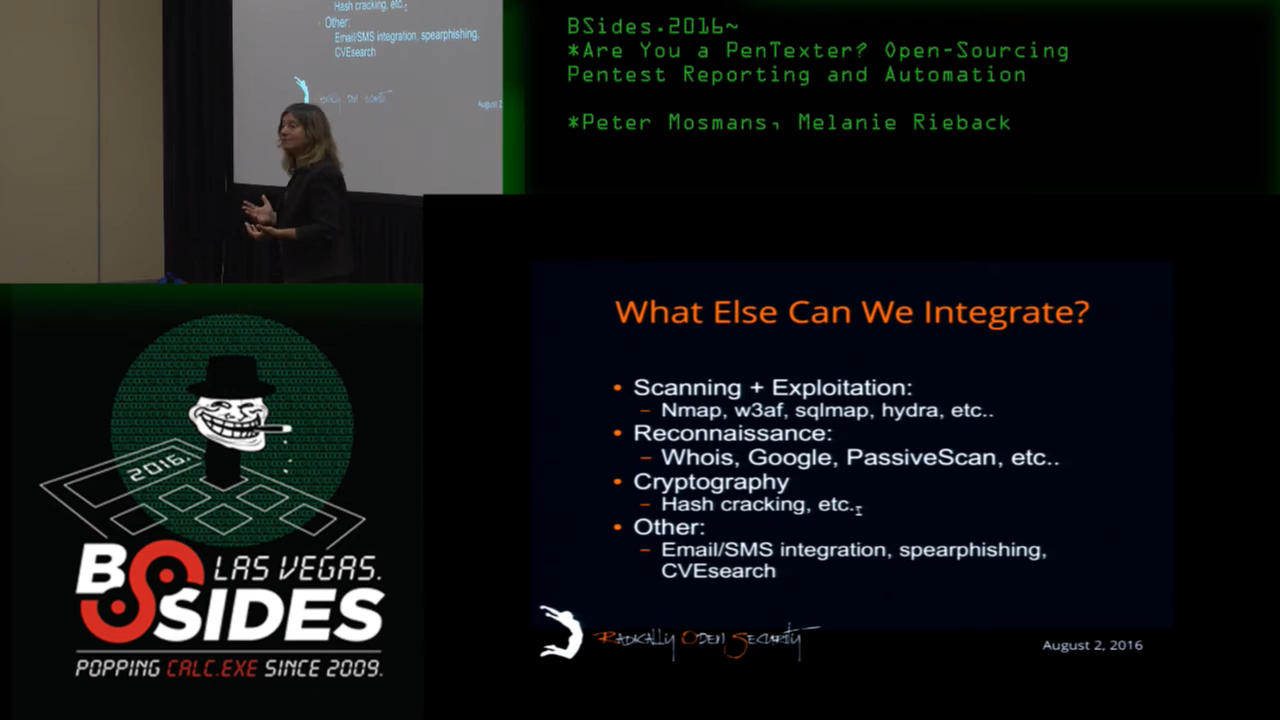 Hash cracking, etc..
Other:
Email/SMS integration, spearphishing,
CVEsearch
August 2
BSides.2016~
*Are You a PenTexter? Open-Sourcing
Pentest Reporting and Automation
*Peter Mosmans, Melanie Rieback
What Else Can We Integrate?
• Scanning + Exploitation:
– Nmap, w3af, sqlmap, hydra, etc..
• Reconnaissance:
– Whois, Google, PassiveScan, etc..
• Cryptography
– Hash cracking, etc..
• Other:
– Email/SMS integration, spearphishing,
CVEsearch
Radically Open Security
August 2, 2016
2016.
BSides
LAS VEGAS.
POPPING CALC.EXE SINCE 2009.